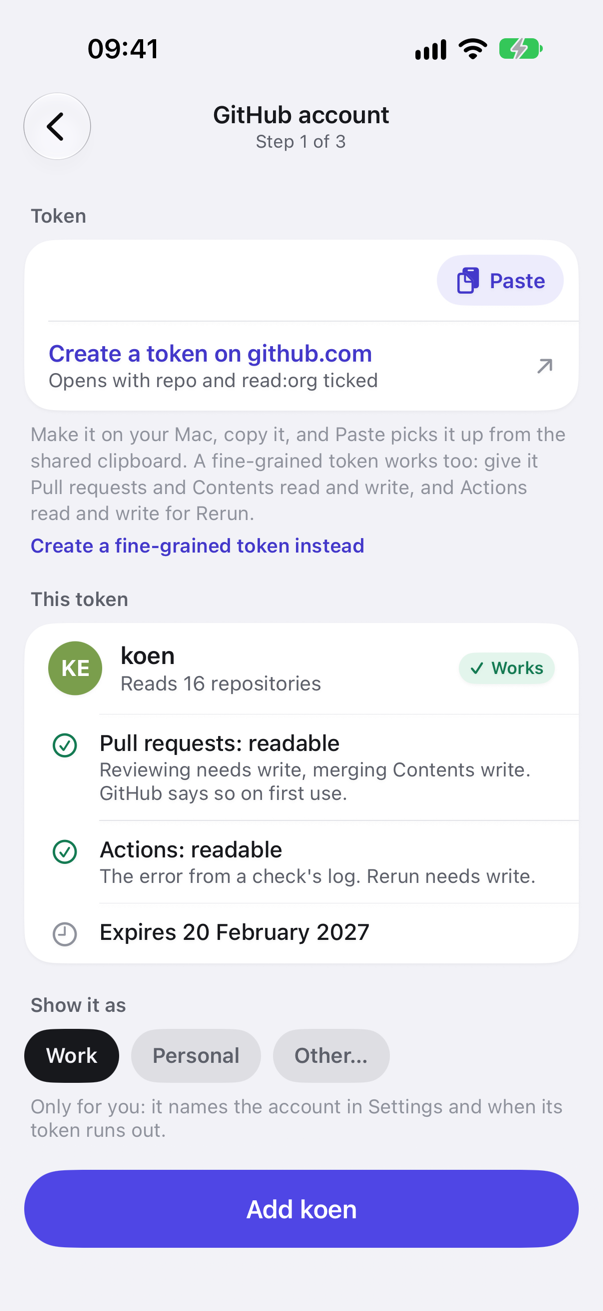 09:41
GitHub account
Step 1 of 3
Token
Paste
Create a token on github.com
Opens with repo and read:org ticked
Make it on your Mac, copy it, and Paste picks it up from the
shared clipboard. A fine-grained token works too: give it
Pull requests and Contents read and write, and Actions
read and write for Rerun.
Create a fine-grained token instead
This token
KE
koen
Reads 16 repositories
Works
Pull requests: readable
Reviewing needs write, merging Contents write.
GitHub says so on first use.
Actions: readable
The error from a check's log. Rerun needs write.
Expires 20 February 2027
Show it as
Work
Personal
Other...
Only for you: it names the account in Settings and when its
token runs out.
Add koen